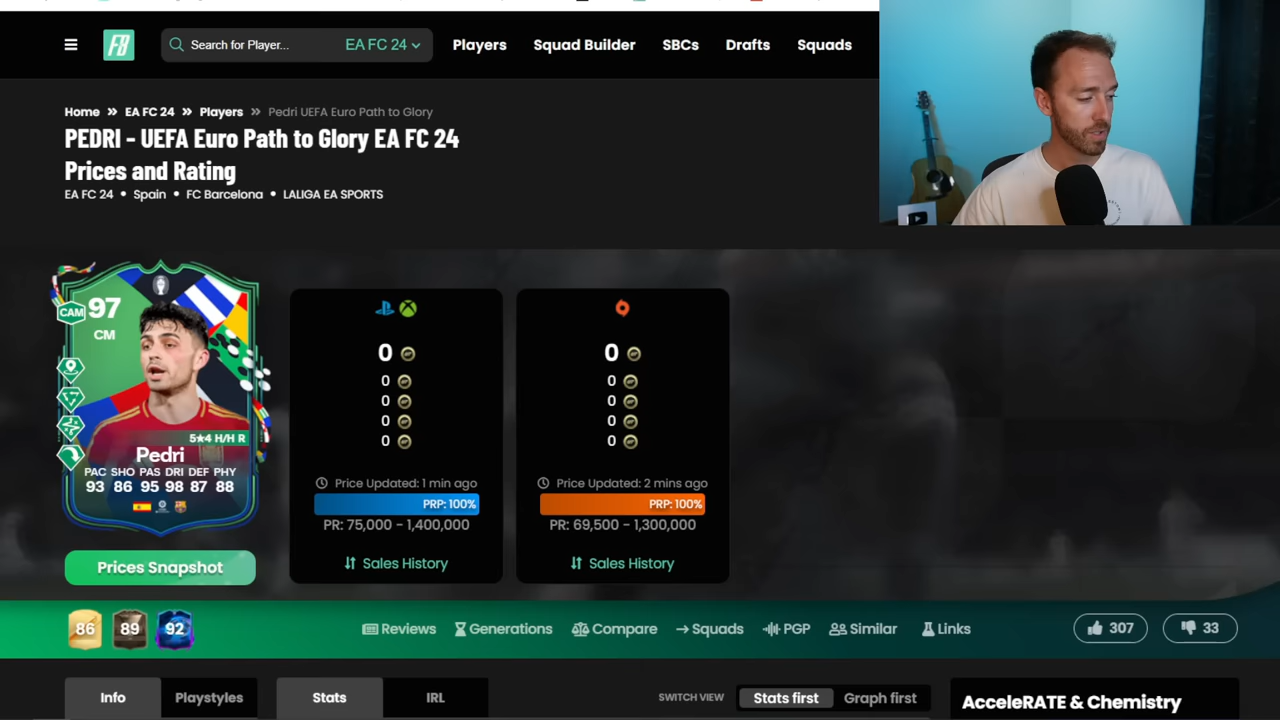 FB
Search for Player...
EA FC 24
Players
Squad Builder
SBCs
Drafts
Squads
Home » EA FC 24 » Players » Pedri UEFA Euro Path to Glory
PEDRI - UEFA Euro Path to Glory EA FC 24
Prices and Rating
EA FC 24 • Spain • FC Barcelona • LALIGA EA SPORTS
CAM 97
CM
5★4 H/H R
Pedri
PAC SHO PAS DRI DEF PHY
93 86 95 98 87 88
Prices Snapshot
0
0
0
0
0
Price Updated: 1 min ago
PRP: 100%
PR: 75,000 - 1,400,000
Sales History
0
0
0
0
0
Price Updated: 2 mins ago
PRP: 100%
PR: 69,500 - 1,300,000
Sales History
86 89 92
Reviews
Generations
Compare
Squads
PGP
Similar
Links
307
33
Info
Playstyles
Stats
IRL
SWITCH VIEW
Stats first
Graph first
AcceleRATE & Chemistry